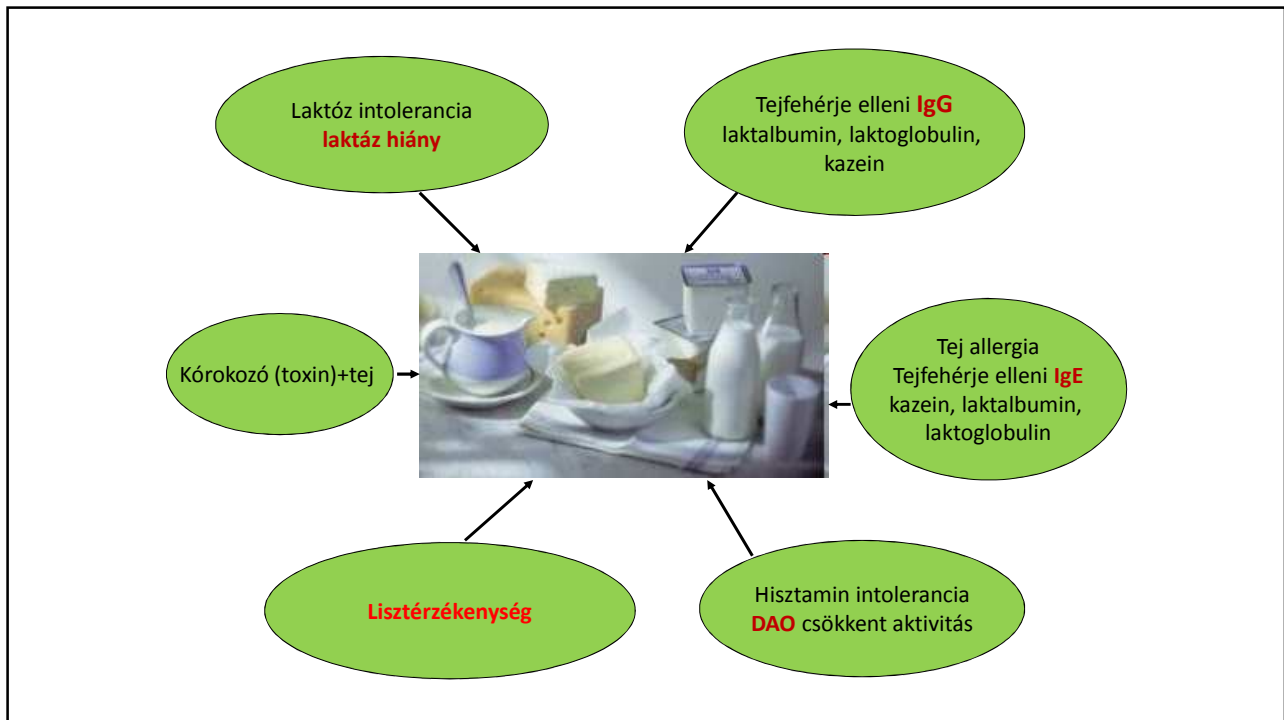 Laktóz intolerancia
laktáz hiány
Tejfehérje elleni IgG
laktalbumin, laktoglobulin,
kazein
Kórokozó (toxin)+tej
Tej allergia
Tejfehérje elleni IgE
kazein, laktalbumin,
laktoglobulin
Lisztérzékenység
Hisztamin intolerancia
DAO csökkent aktivitás